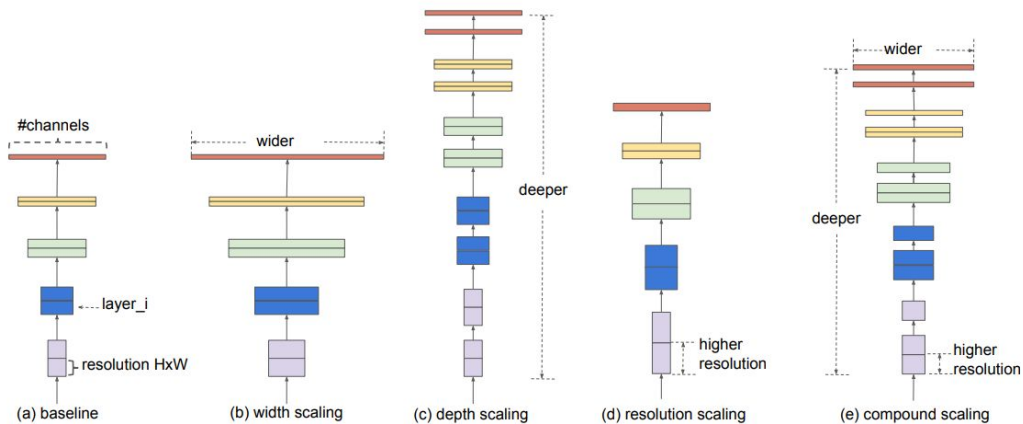 #channels
layer_i
resolution HxW
(a) baseline
wider
(b) width scaling
deeper
(c) depth scaling
higher
resolution
(d) resolution scaling
wider
deeper
higher
resolution
(e) compound scaling